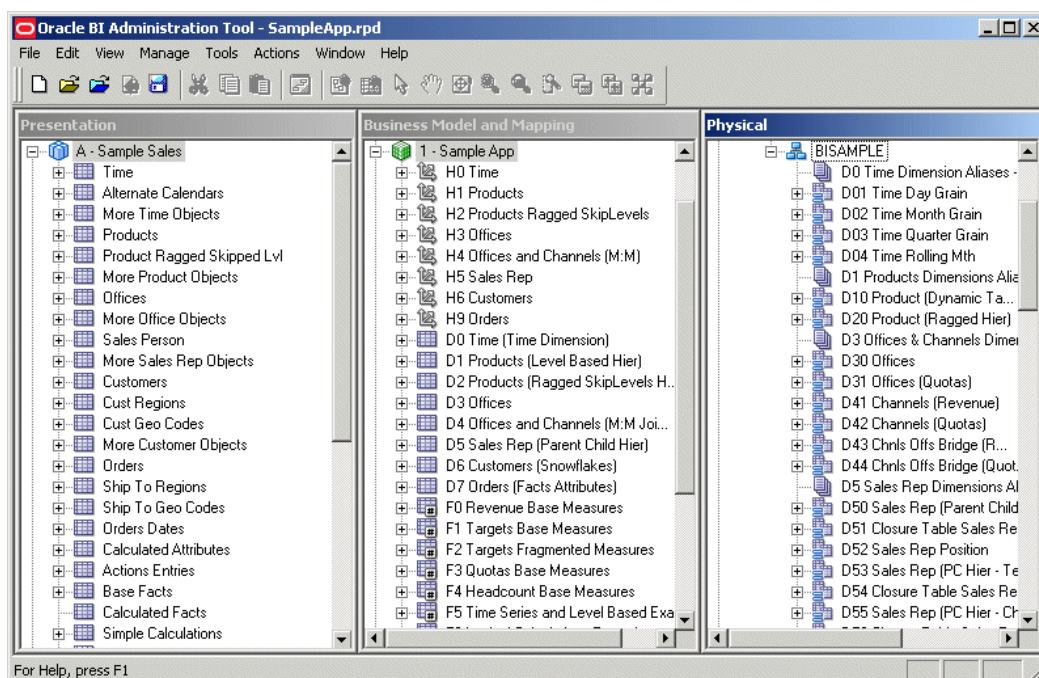 Oracle BI Administration Tool - SampleApp.rpd
File Edit View Manage Tools Actions Window Help
Presentation
A - Sample Sales
Time
Alternate Calendars
More Time Objects
Products
Product Ragged Skipped Lvl
More Product Objects
Offices
More Office Objects
Sales Person
More Sales Rep Objects
Customers
Cust Regions
Cust Geo Codes
More Customer Objects
Orders
Ship To Regions
Ship To Geo Codes
Orders Dates
Calculated Attributes
Actions Entries
Base Facts
Calculated Facts
Simple Calculations
Business Model and Mapping
1 - Sample App
H0 Time
H1 Products
H2 Products Ragged SkipLevels
H3 Offices
H4 Offices and Channels (M:M)
H5 Sales Rep
H6 Customers
H9 Orders
D0 Time (Time Dimension)
D1 Products (Level Based Hier)
D2 Products (Ragged SkipLevels H...
D3 Offices
D4 Offices and Channels (M:M Joi...
D5 Sales Rep (Parent Child Hier)
D6 Customers (Snowflakes)
D7 Orders (Facts Attributes)
F0 Revenue Base Measures
F1 Targets Base Measures
F2 Targets Fragmented Measures
F3 Quotas Base Measures
F4 Headcount Base Measures
F5 Time Series and Level Based Exa
Physical
BISAMPLE
D0 Time Dimension Aliases -
D01 Time Day Grain
D02 Time Month Grain
D03 Time Quarter Grain
D04 Time Rolling Mth
D1 Products Dimensions Alia
D10 Product (Dynamic Ta...
D20 Product (Ragged Hier)
D3 Offices & Channels Dimen
D30 Offices
D31 Offices (Quotas)
D41 Channels (Revenue)
D42 Channels (Quotas)
D43 Chnls Offs Bridge (R...
D44 Chnls Offs Bridge (Quot.
D5 Sales Rep Dimensions Al
D50 Sales Rep (Parent Child
D51 Closure Table Sales Re
D52 Sales Rep Position
D53 Sales Rep (PC Hier - Te
D54 Closure Table Sales Re
D55 Sales Rep (PC Hier - Ch
For Help, press F1